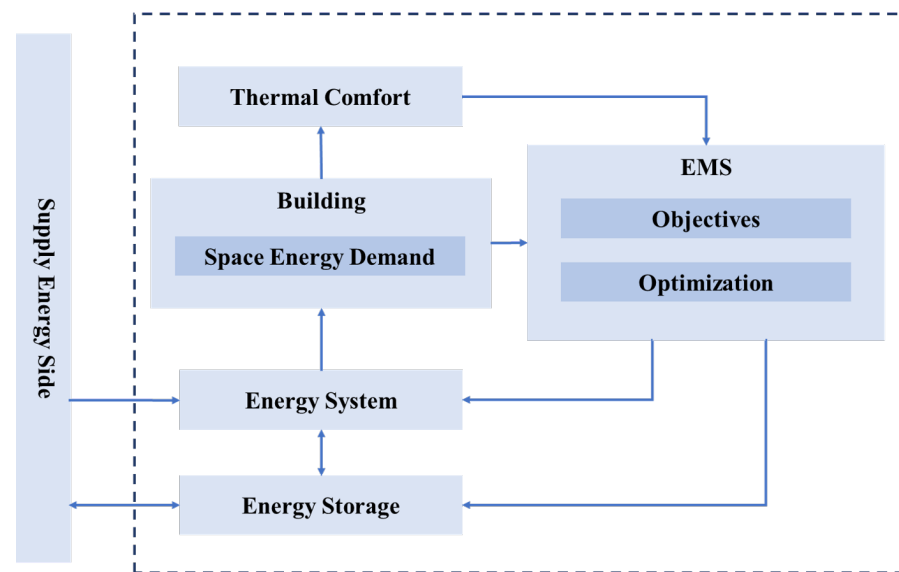 Supply Energy Side
Thermal Comfort
Building
Space Energy Demand
EMS
Objectives
Optimization
Energy System
Energy Storage